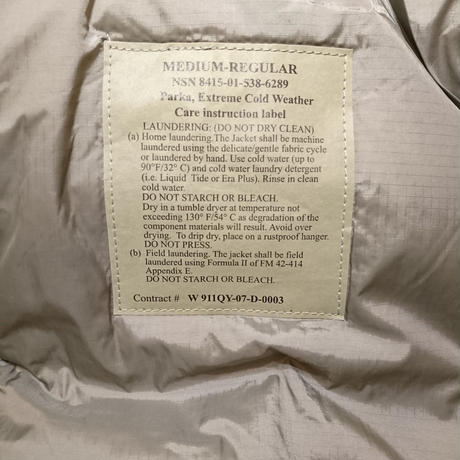 MEDIUM-REGULAR
NSN 8415-01-538-6289
Parka, Extreme Cold Weather
Care instruction label
LAUNDERING: (DO NOT DRY CLEAN)
(a) Home laundering.The Jacket shall be machine
laundered using the delicate/gentle fabric cycle
or laundered by hand. Use cold water (up to
90°F/32° C) and cold water laundry detergent
(i.e. Liquid Tide or Era Plus). Rinse in clean
cold water.
DO NOT STARCH OR BLEACH.
Dry in a tumble dryer at temperature not
exceeding 130° F/54° C as degradation of the
component materials will result. Avoid over
drying. To drip dry, place on a rustproof hanger.
DO NOT PRESS.
(b) Field laundering. The jacket shall be field
laundered using Formula II of FM 42-414
Appendix E.
DO NOT STARCH OR BLEACH.
Contract # W 911QY-07-D-0003